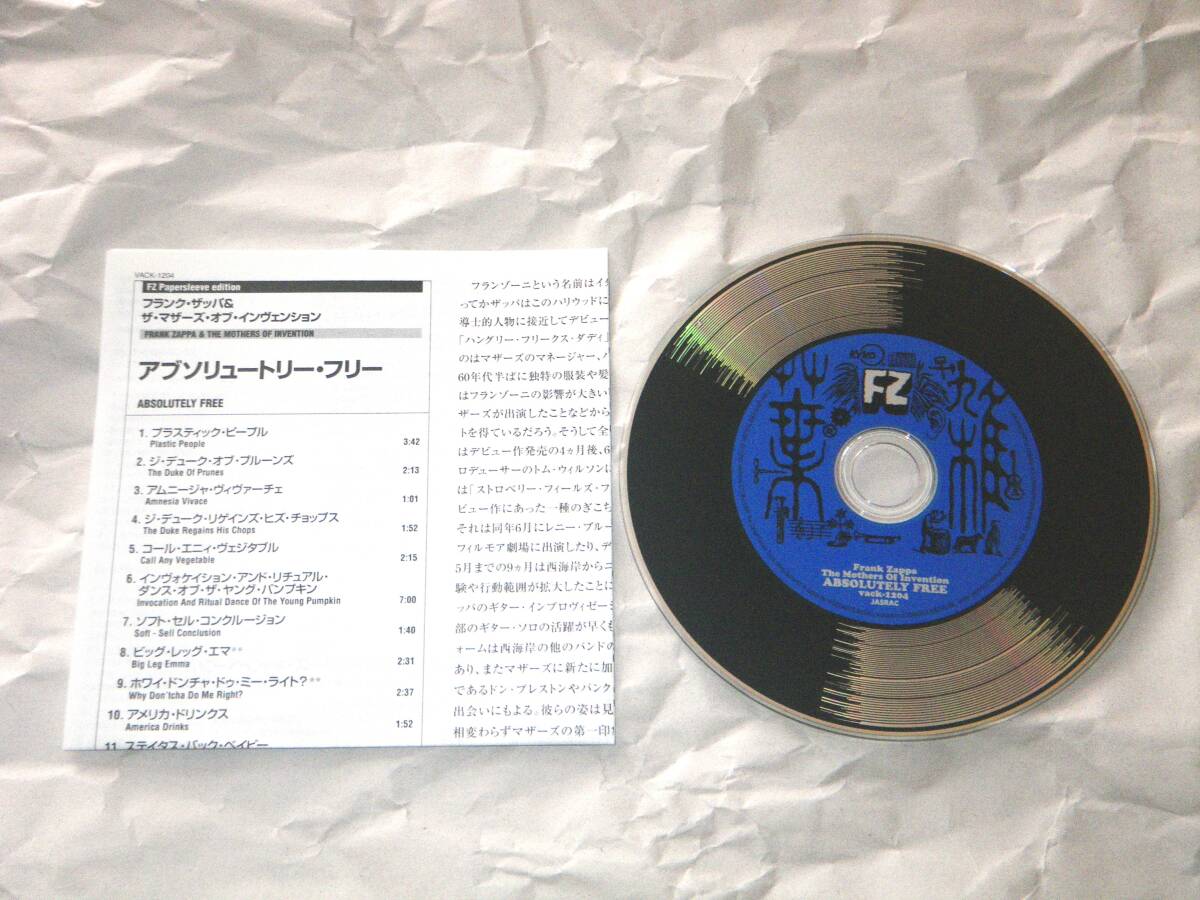 VACK-1204
FZ Papersleeve edition
フランク・ザッパ&
ザ・マザーズ・オブ・インヴェンション
FRANK ZAPPA & THE MOTHERS OF INVENTION
アブソリュートリー・フリー
ABSOLUTELY FREE
1. プラスティック・ピープル
Plastic People 3:42
2. ジ・デューク・オブ・プルーンズ
The Duke Of Prunes 2:13
3. アムニージャ・ヴィヴァーチェ
Amnesia Vivace 1:01
4. ジ・デューク・リゲインズ・ヒズ・チョップス
The Duke Regains His Chops 1:52
5. コール・エニィ・ヴェジタブル
Call Any Vegetable 2:15
6. インヴォケイション・アンド・リチュアル・
ダンス・オブ・ザ・ヤング・パンプキン
Invocation And Ritual Dance Of The Young Pumpkin 7:00
7. ソフト・セル・コンクルージョン
Soft - Sell Conclusion 1:40
8. ビッグ・レッグ・エマ**
Big Leg Emma 2:31
9. ホワイ・ドンチャ・ドゥ・ミー・ライト?**
Why Don'tcha Do Me Right? 2:37
10. アメリカ・ドリンクス
America Drinks 1:52
11. ステイタス・バック・ベイビー
フランゾーニという名前はイタ
ってかザッパはこのハリウッドに
導士的人物に接近してデビュー
「ハングリー・フリークス・ダディ」
のはマザーズのマネージャー、ハ
60年代半ばに独特の服装や髪
はフランゾーニの影響が大きい
ザーズが出演したことなどから
トを得ているだろう。そうして全
はデビュー作発売の4ヵ月後、6
ロデューサーのトム・ウィルソンに
は「ストロベリー・フィールズ・フ
ビュー作にあった一種のぎこち
それは同年6月にレニー・ブルー
フィルモア劇場に出演したり、デ
5月までの9ヵ月は西海岸からニ
験や行動範囲が拡大したことに
ッパのギター・インプロヴィゼーシ
部のギター・ソロの活躍が早くも
ォームは西海岸の他のバンドの
あり、またマザーズに新たに加
であるドン・プレストンやバンク・
出会いにもよる。彼らの姿は見
相変わらずマザーズの第一印
RYKO
FZ
Frank Zappa
The Mothers Of Invention
ABSOLUTELY FREE
vack-1204
JASRAC